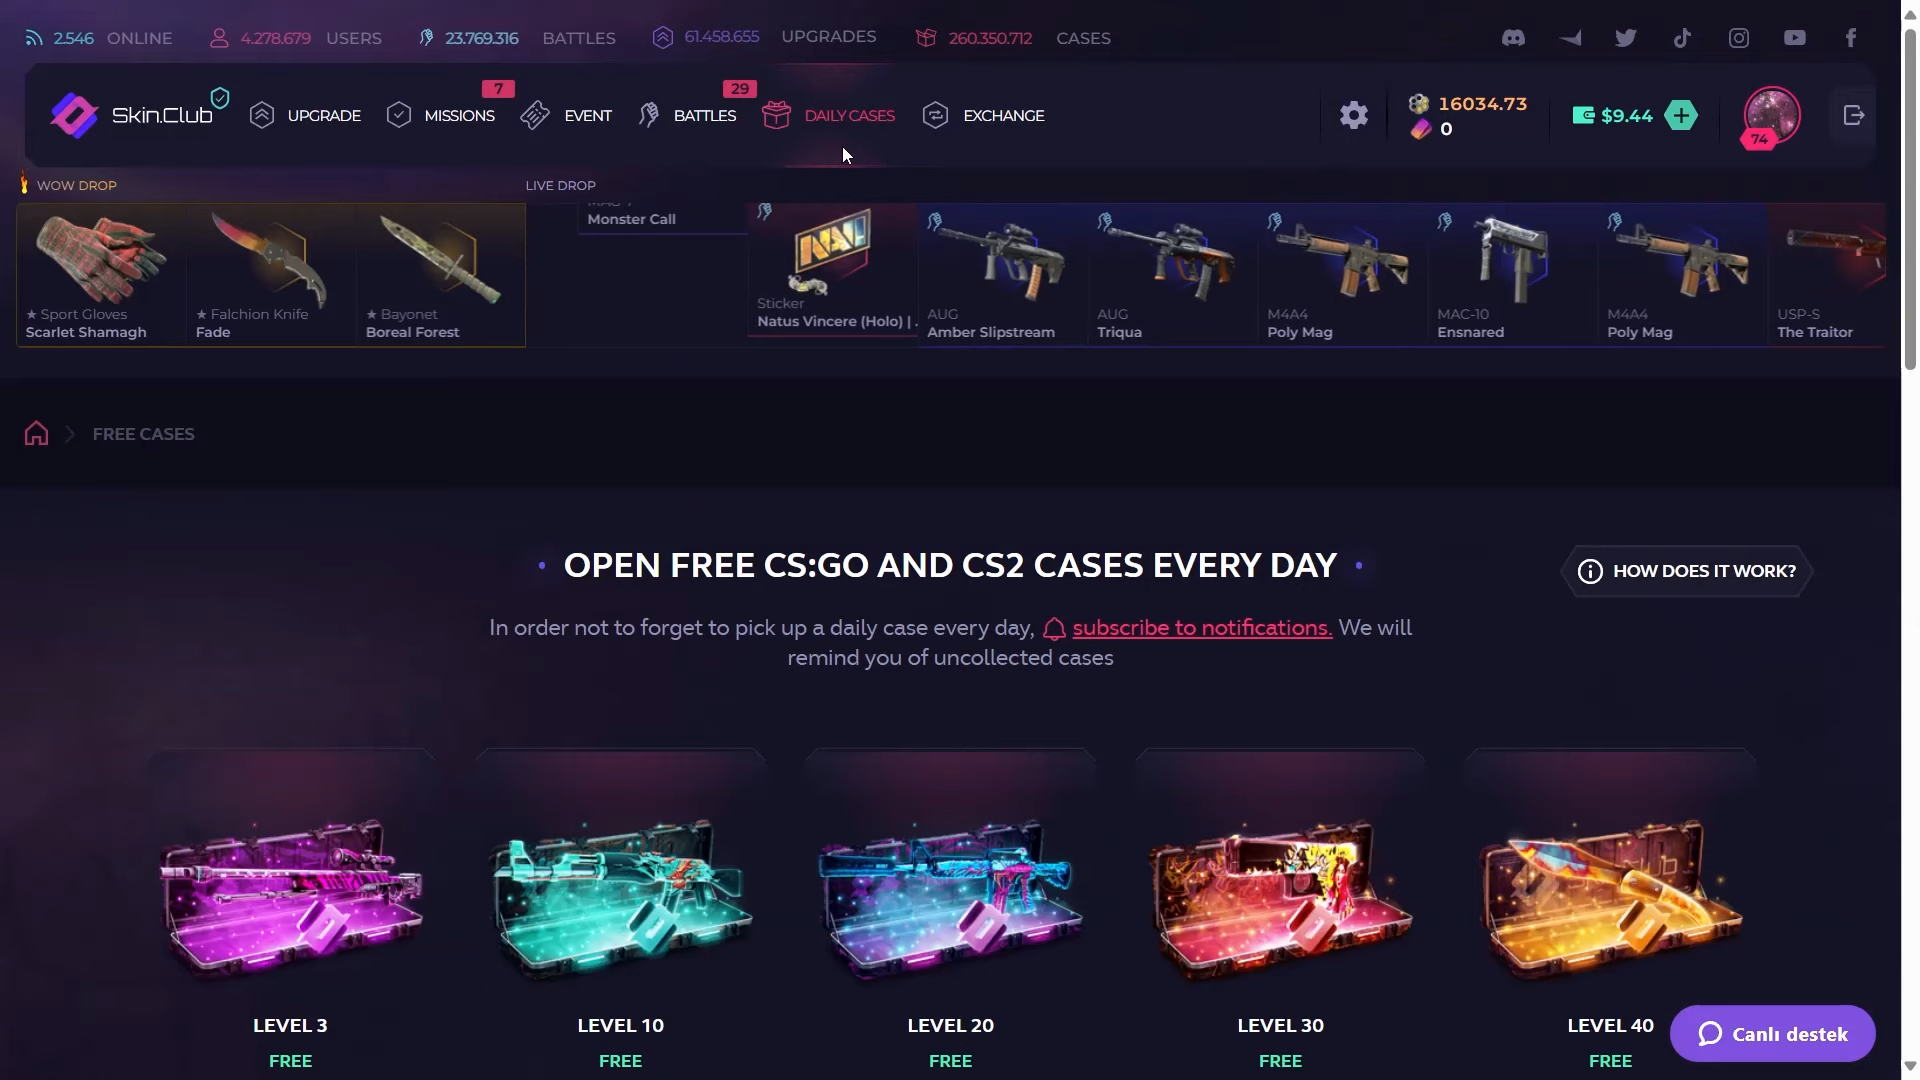 2.546 ONLINE 4.278.679 USERS 23.769.316 BATTLES 61.458.655 UPGRADES 260.350.712 CASES
Skin.Club UPGRADE 7 MISSIONS EVENT 29 BATTLES DAILY CASES EXCHANGE 16034.73 0 $9.44 74
WOW DROP LIVE DROP
★ Sport Gloves
Scarlet Shamagh
★ Falchion Knife
Fade
★ Bayonet
Boreal Forest
MAG-7
Monster Call
Sticker
Natus Vincere (Holo) | .
AUG
Amber Slipstream
AUG
Triqua
M4A4
Poly Mag
MAC-10
Ensnared
M4A4
Poly Mag
USP-S
The Traitor
FREE CASES
OPEN FREE CS:GO AND CS2 CASES EVERY DAY
HOW DOES IT WORK?
In order not to forget to pick up a daily case every day, subscribe to notifications. We will
remind you of uncollected cases
LEVEL 3
FREE
LEVEL 10
FREE
LEVEL 20
FREE
LEVEL 30
FREE
LEVEL 40
FREE
Canlı destek